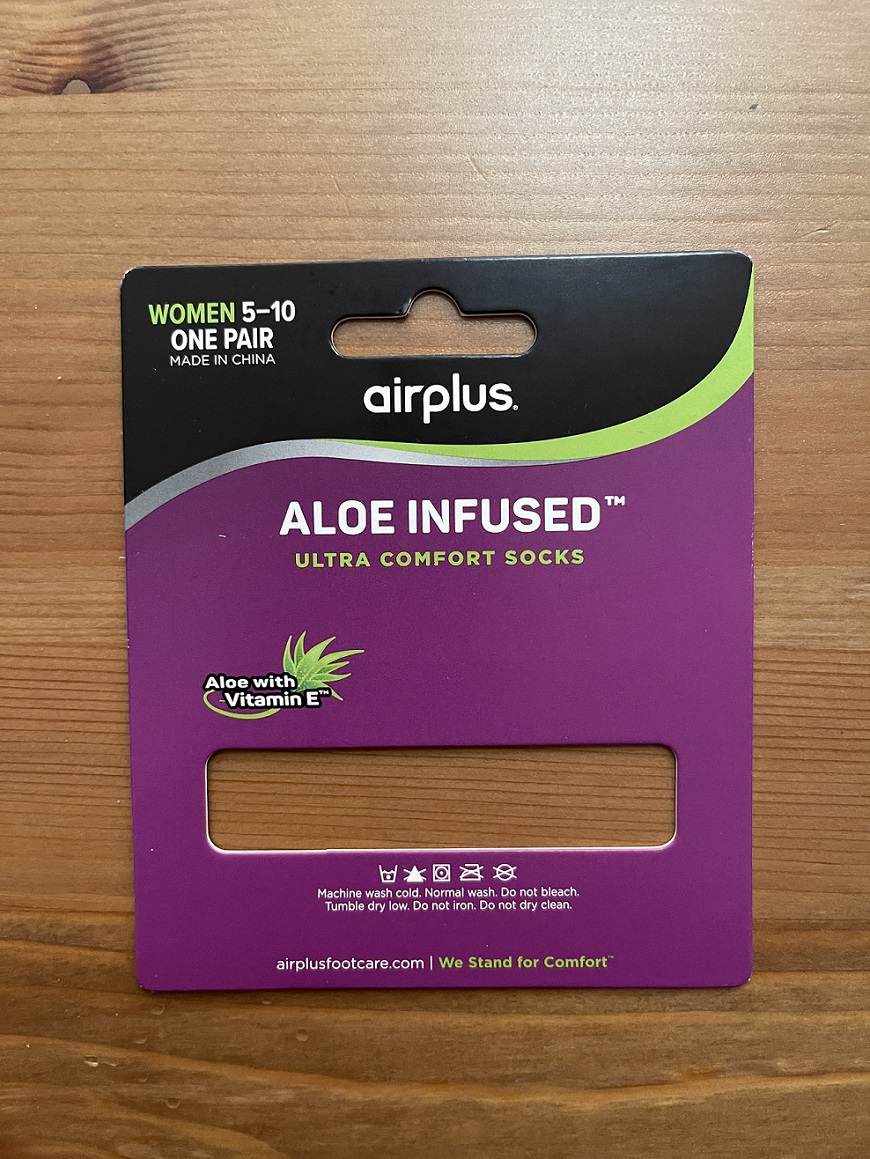 WOMEN 5–10
ONE PAIR
MADE IN CHINA
airplus®
ALOE INFUSED™
ULTRA COMFORT SOCKS
Aloe with
Vitamin E™
Machine wash cold. Normal wash. Do not bleach.
Tumble dry low. Do not iron. Do not dry clean.
airplusfootcare.com | We Stand for Comfort™